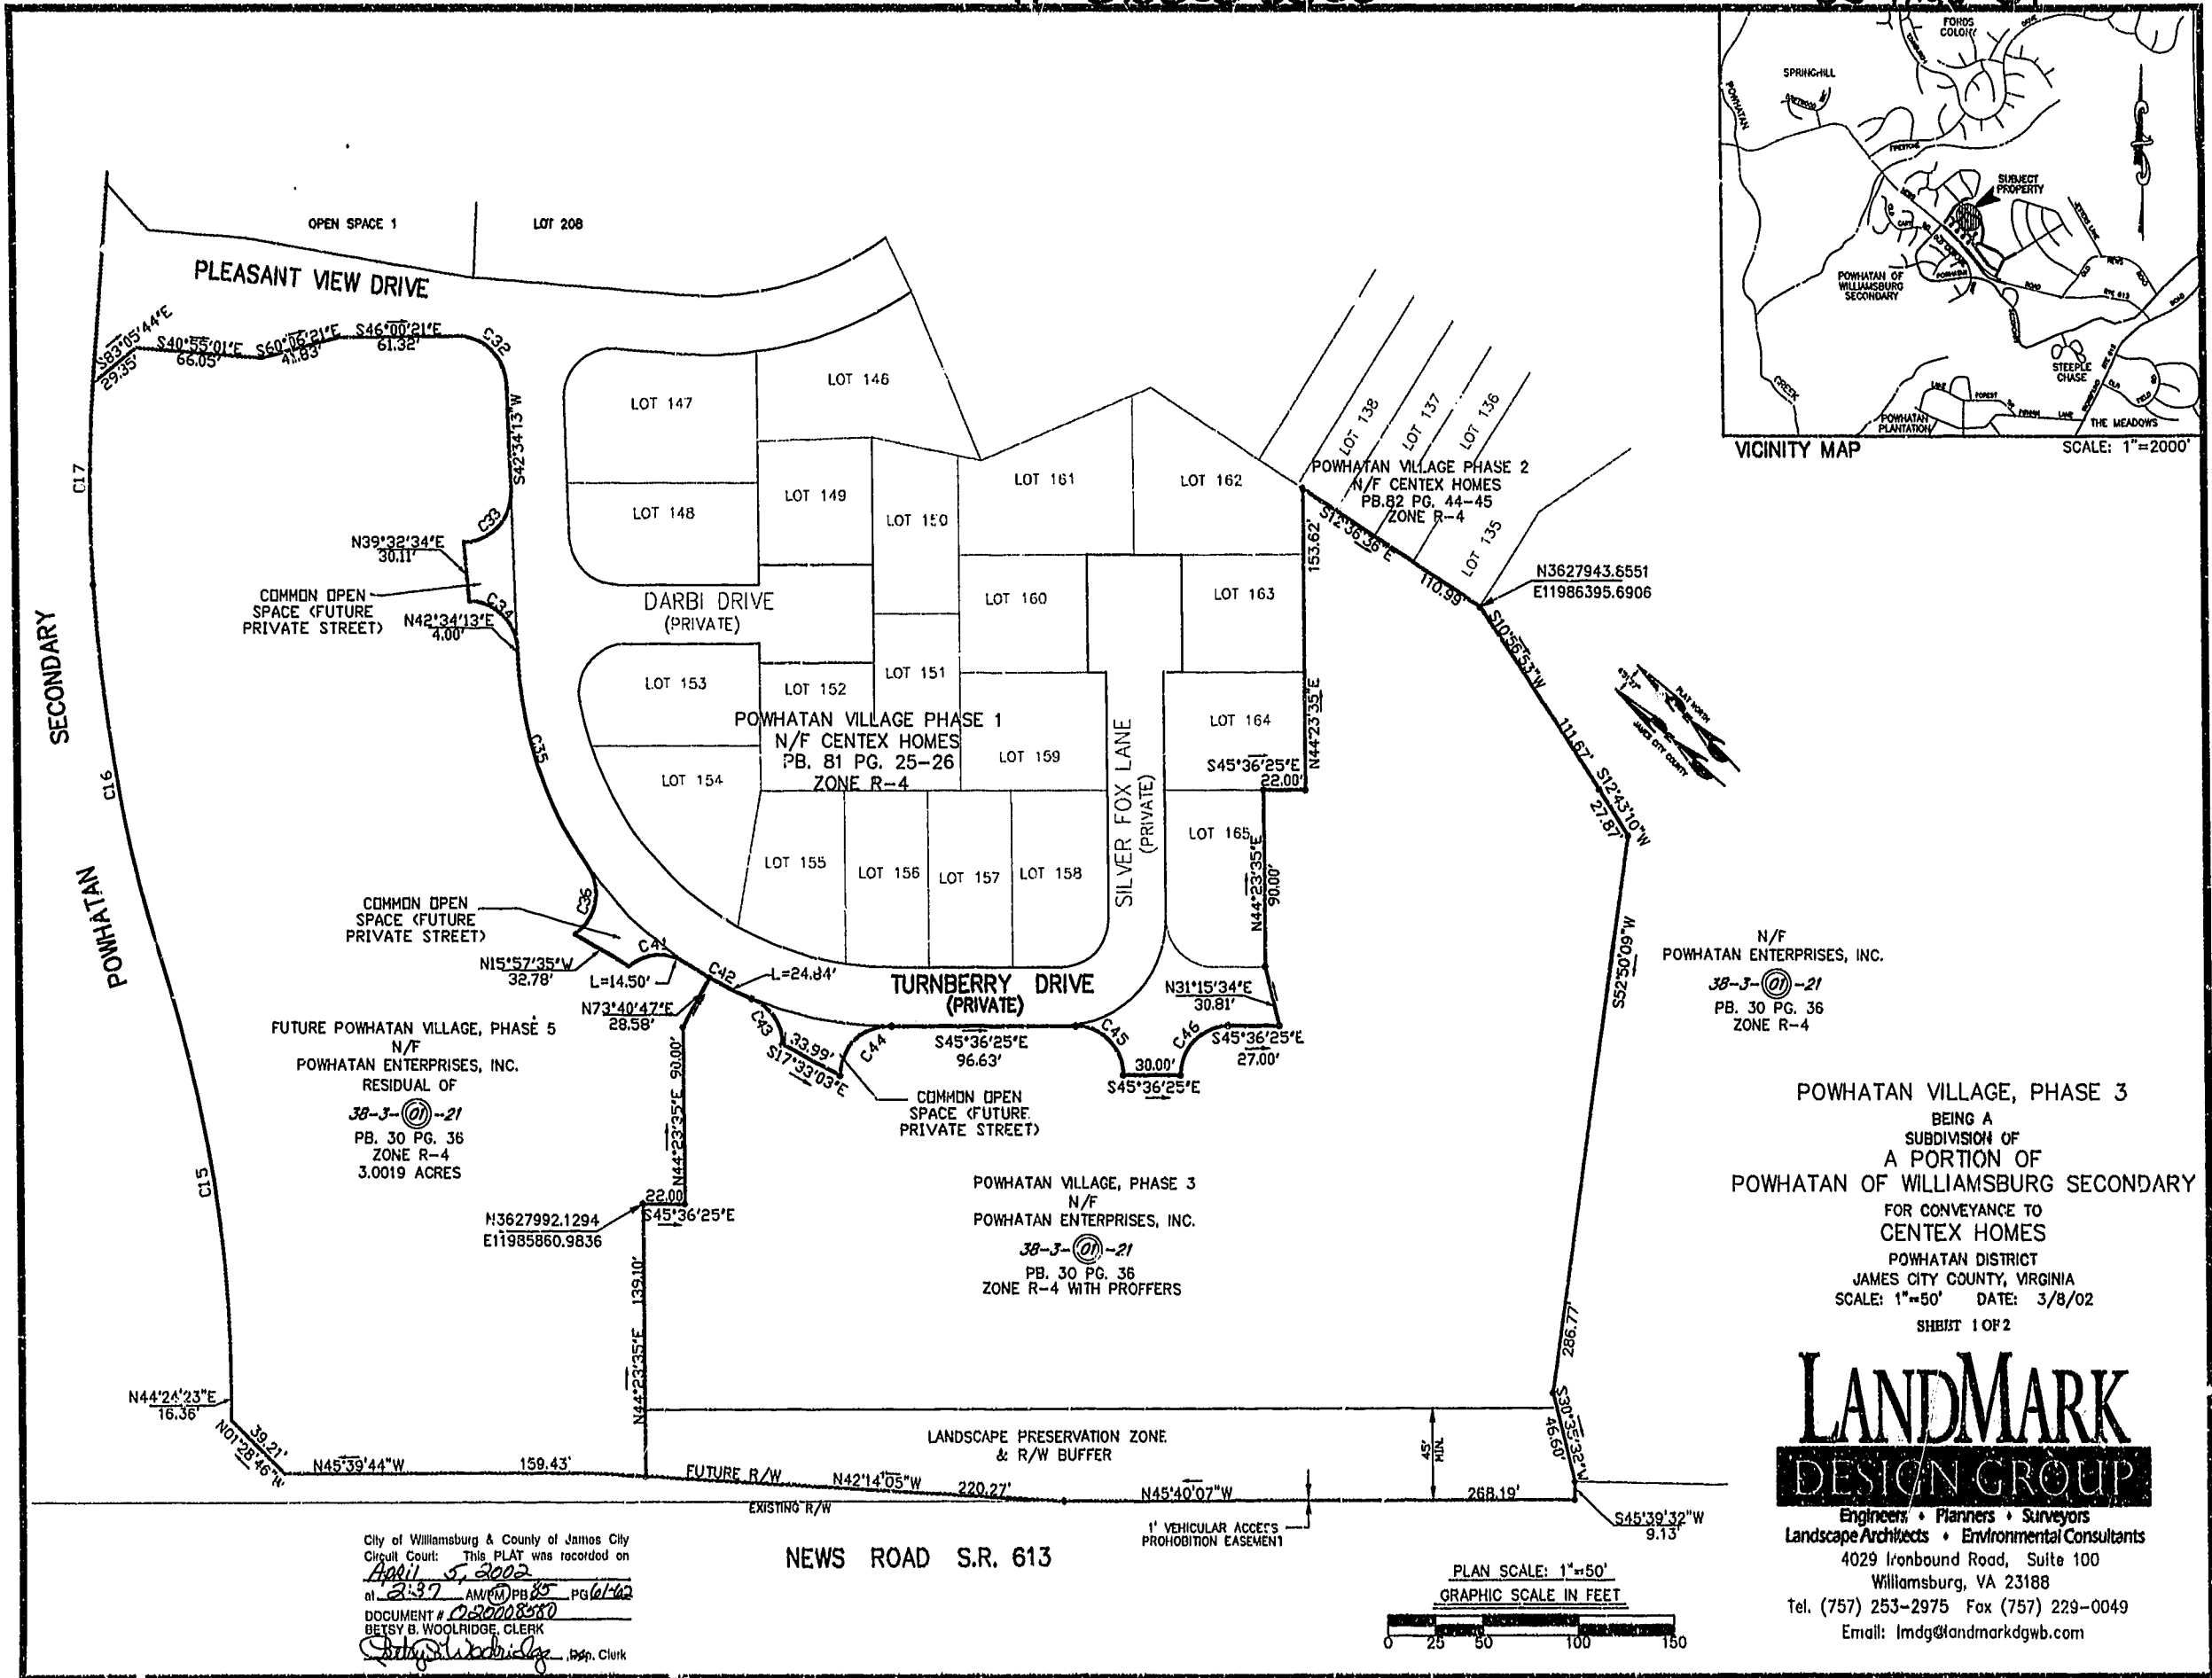 FORDS
COLONY
SPRINGHILL
POWHATAN
SUBJECT
PROPERTY
POWHATAN OF
WILLIAMSBURG
SECONDARY
CREEK
POWHATAN
PLANTATION
STEEPLE
CHASE
THE MEADOWS
VICINITY MAP
SCALE: 1"=2000'
OPEN SPACE 1
LOT 208
PLEASANT VIEW DRIVE
S83°05'44"E
29.35'
S40°55'01"E
66.05'
S60°06'21"E
S46°00'21"E
61.32'
C32
S42°34'13"W
C33
C17
N39°32'34"E
30.11'
COMMON OPEN
SPACE (FUTURE
PRIVATE STREET)
C34
N42°34'13"E
4.00'
LOT 147
LOT 146
LOT 148
LOT 149
LOT 150
LOT 161
LOT 162
LOT 138
LOT 137
LOT 136
LOT 135
POWHATAN VILLAGE PHASE 2
N/F CENTEX HOMES
PB.82 PG. 44-45
ZONE R-4
S12°36'36"E
110.99'
153.62'
N3627943.6551
E11986395.6906
DARBI DRIVE
(PRIVATE)
LOT 160
LOT 163
S10°56'53"W
111.67'
S12°43'10"W
27.87'
PLAT NORTH
JAMES CITY COUNTY
SECONDARY
POWHATAN
C16
C15
C35
LOT 153
LOT 152
LOT 151
POWHATAN VILLAGE PHASE 1
N/F CENTEX HOMES
PB. 81 PG. 25-26
ZONE R-4
LOT 154
LOT 159
LOT 164
N44°23'35"E
S45°36'25"E
22.00'
LOT 155
LOT 156
LOT 157
LOT 158
SILVER FOX LANE
(PRIVATE)
LOT 165
N44°23'35"E
90.00'
COMMON OPEN
SPACE (FUTURE
PRIVATE STREET)
C36
N15°57'35"W
32.78'
C41
L=14.50'
C42
L=24.84'
TURNBERRY DRIVE
(PRIVATE)
N31°15'34"E
30.81'
N73°40'47"E
28.58'
C43
33.99'
S17°33'03"E
C44
S45°36'25"E
96.63'
C45
30.00'
S45°36'25"E
C46
S45°36'25"E
27.00'
COMMON OPEN
SPACE (FUTURE
PRIVATE STREET)
FUTURE POWHATAN VILLAGE, PHASE 5
N/F
POWHATAN ENTERPRISES, INC.
RESIDUAL OF
38-3-(01)-21
PB. 30 PG. 36
ZONE R-4
3.0019 ACRES
N44°23'35"E 90.00'
22.00'
S45°36'25"E
N3627992.1294
E11985860.9836
N44°23'35"E 139.10'
POWHATAN VILLAGE, PHASE 3
N/F
POWHATAN ENTERPRISES, INC.
38-3-(01)-21
PB. 30 PG. 36
ZONE R-4 WITH PROFFERS
S52°50'09"W
286.77'
N/F
POWHATAN ENTERPRISES, INC.
38-3-(01)-21
PB. 30 PG. 36
ZONE R-4
S30°35'32"W
46.60'
N44°24'23"E
16.36'
39.21'
N01°28'46"W
N45°39'44"W 159.43'
FUTURE R/W
N42°14'05"W 220.27'
LANDSCAPE PRESERVATION ZONE
& R/W BUFFER
45'
MIN.
N45°40'07"W 268.19'
S45°39'32"W
9.13'
EXISTING R/W
1' VEHICULAR ACCESS
PROHOBITION EASEMENT
NEWS ROAD S.R. 613
City of Williamsburg & County of James City
Circuit Court: This PLAT was recorded on
April 5, 2002
at 2:37 AM/PM PB 85 PG 61-62
DOCUMENT # 020008580
BETSY B. WOOLRIDGE, CLERK
Betsy B. Woolridge, Dep. Clerk
PLAN SCALE: 1"=50'
GRAPHIC SCALE IN FEET
0 25 50 100 150
POWHATAN VILLAGE, PHASE 3
BEING A
SUBDIVISION OF
A PORTION OF
POWHATAN OF WILLIAMSBURG SECONDARY
FOR CONVEYANCE TO
CENTEX HOMES
POWHATAN DISTRICT
JAMES CITY COUNTY, VIRGINIA
SCALE: 1"=50' DATE: 3/8/02
SHEET 1 OF 2
LANDMARK
DESIGN GROUP
Engineers • Planners • Surveyors
Landscape Architects • Environmental Consultants
4029 Ironbound Road, Suite 100
Williamsburg, VA 23188
Tel. (757) 253-2975 Fax (757) 229-0049
Email: lmdg@landmarkdgwb.com